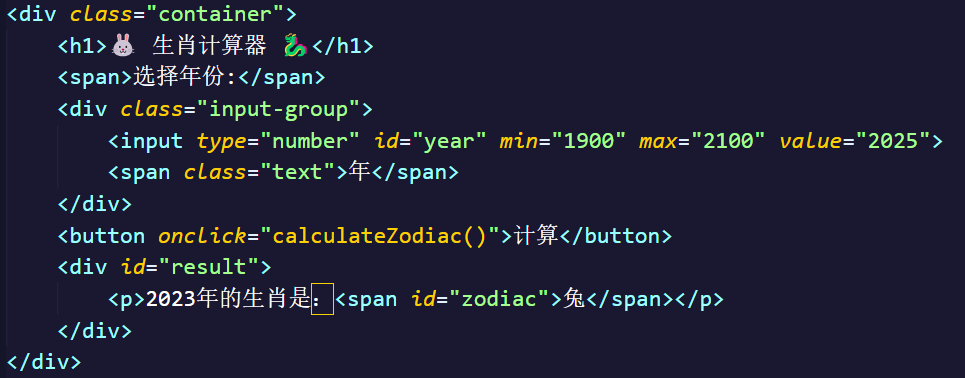 <div class="container">
<h1>🐰 生肖计算器 🐉</h1>
<span>选择年份:</span>
<div class="input-group">
<input type="number" id="year" min="1900" max="2100" value="2025">
<span class="text">年</span>
</div>
<button onclick="calculateZodiac()">计算</button>
<div id="result">
<p>2023年的生肖是：<span id="zodiac">兔</span></p>
</div>
</div>